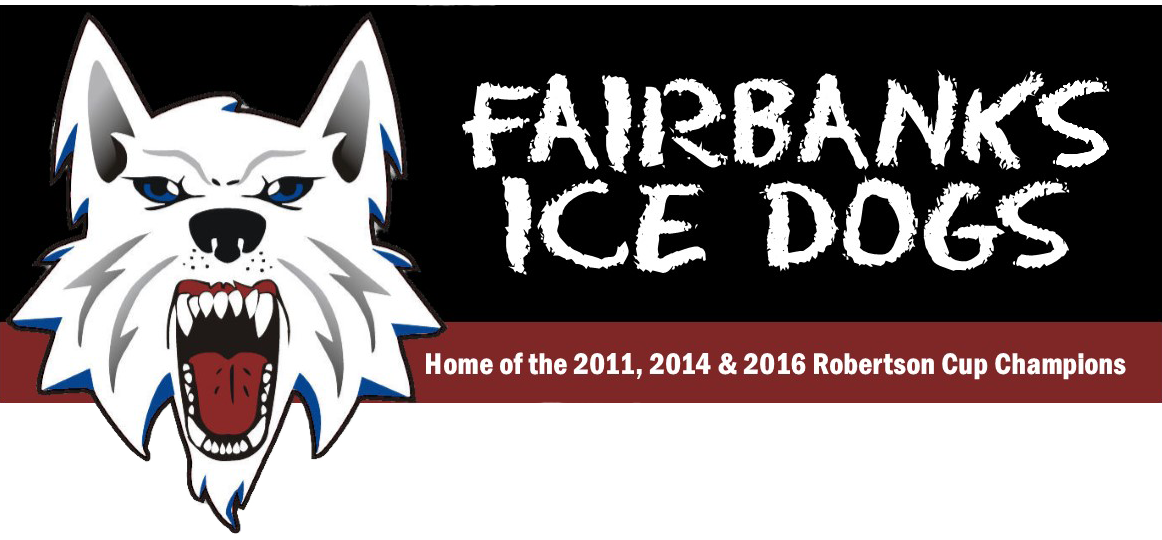 FAIRBANKS
ICE DOGS
Home of the 2011, 2014 & 2016 Robertson Cup Champions